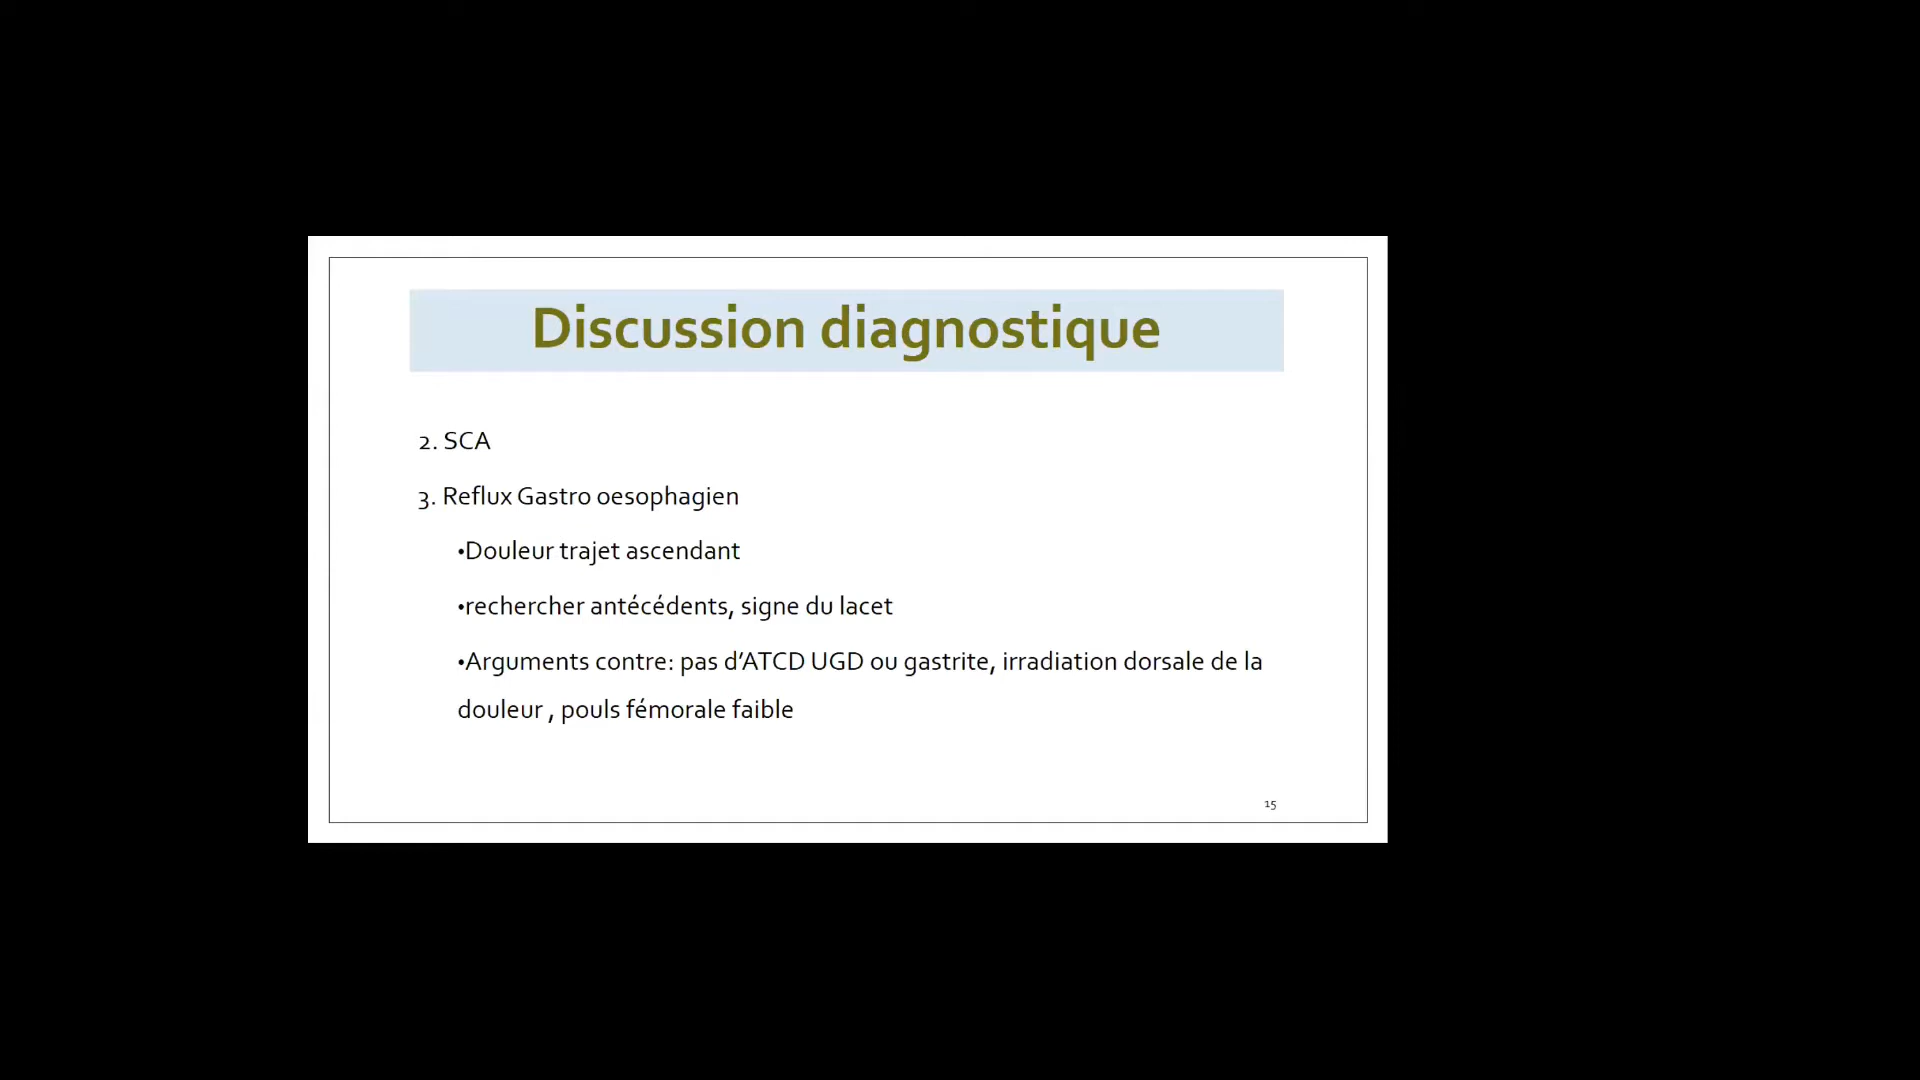 Discussion diagnostique
2. SCA
3. Reflux Gastro oesophagien
•Douleur trajet ascendant
•rechercher antécédents, signe du lacet
•Arguments contre: pas d’ATCD UGD ou gastrite, irradiation dorsale de la
douleur , pouls fémorale faible
15